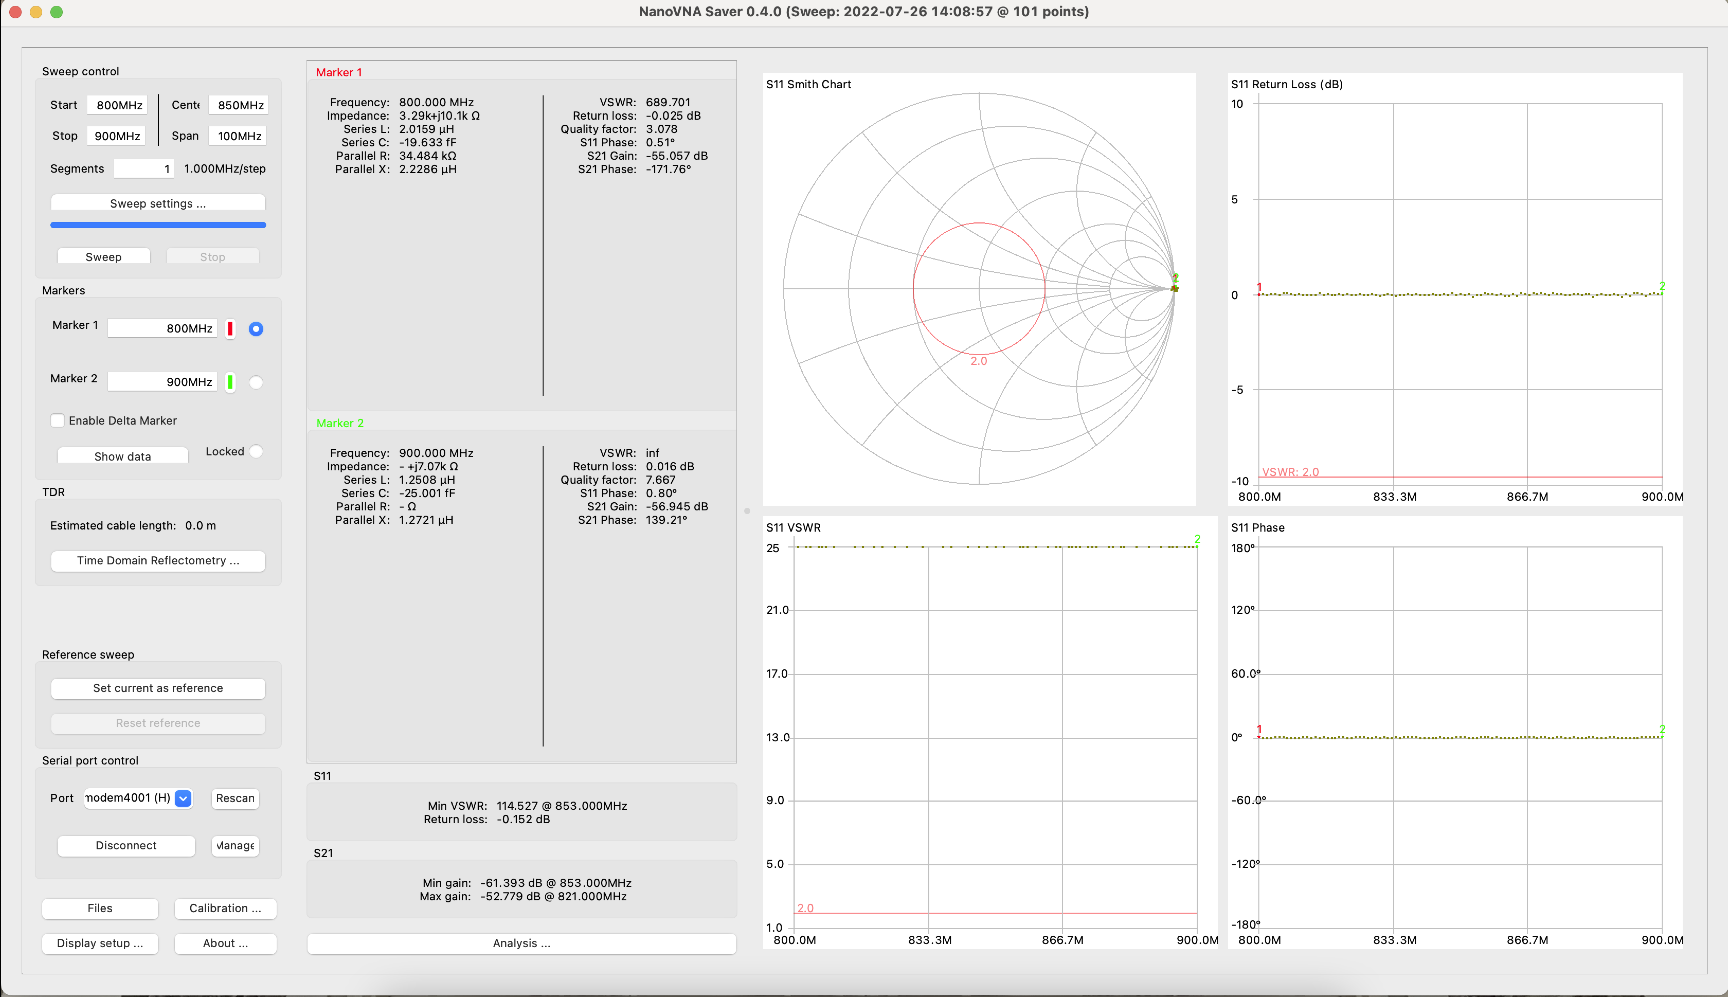 NanoVNA Saver 0.4.0 (Sweep: 2022-07-26 14:08:57 @ 101 points)
Sweep control
Start 800MHz Cente 850MHz
Stop 900MHz Span 100MHz
Segments 1 1.000MHz/step
Sweep settings ...
Sweep Stop
Markers
Marker 1 800MHz
Marker 2 900MHz
Enable Delta Marker
Show data Locked
TDR
Estimated cable length: 0.0 m
Time Domain Reflectometry ...
Reference sweep
Set current as reference
Reset reference
Serial port control
Port modem4001 (H) Rescan
Disconnect Manage
Files Calibration ...
Display setup ... About ...
Marker 1
Frequency: 800.000 MHz
Impedance: 3.29k+j10.1k Ω
Series L: 2.0159 µH
Series C: -19.633 fF
Parallel R: 34.484 kΩ
Parallel X: 2.2286 µH
VSWR: 689.701
Return loss: -0.025 dB
Quality factor: 3.078
S11 Phase: 0.51°
S21 Gain: -55.057 dB
S21 Phase: -171.76°
Marker 2
Frequency: 900.000 MHz
Impedance: - +j7.07k Ω
Series L: 1.2508 µH
Series C: -25.001 fF
Parallel R: - Ω
Parallel X: 1.2721 µH
VSWR: inf
Return loss: 0.016 dB
Quality factor: 7.667
S11 Phase: 0.80°
S21 Gain: -56.945 dB
S21 Phase: 139.21°
S11
Min VSWR: 114.527 @ 853.000MHz
Return loss: -0.152 dB
S21
Min gain: -61.393 dB @ 853.000MHz
Max gain: -52.779 dB @ 821.000MHz
Analysis ...
S11 Smith Chart
1
2.0
S11 Return Loss (dB)
10
5
1 2
0
-5
VSWR: 2.0
-10
800.0M 833.3M 866.7M 900.0M
S11 VSWR
2
25
21.0
17.0
13.0
9.0
5.0
2.0
1.0
800.0M 833.3M 866.7M 900.0M
S11 Phase
180°
120°
60.0°
1 2
0°
-60.0°
-120°
-180°
800.0M 833.3M 866.7M 900.0M